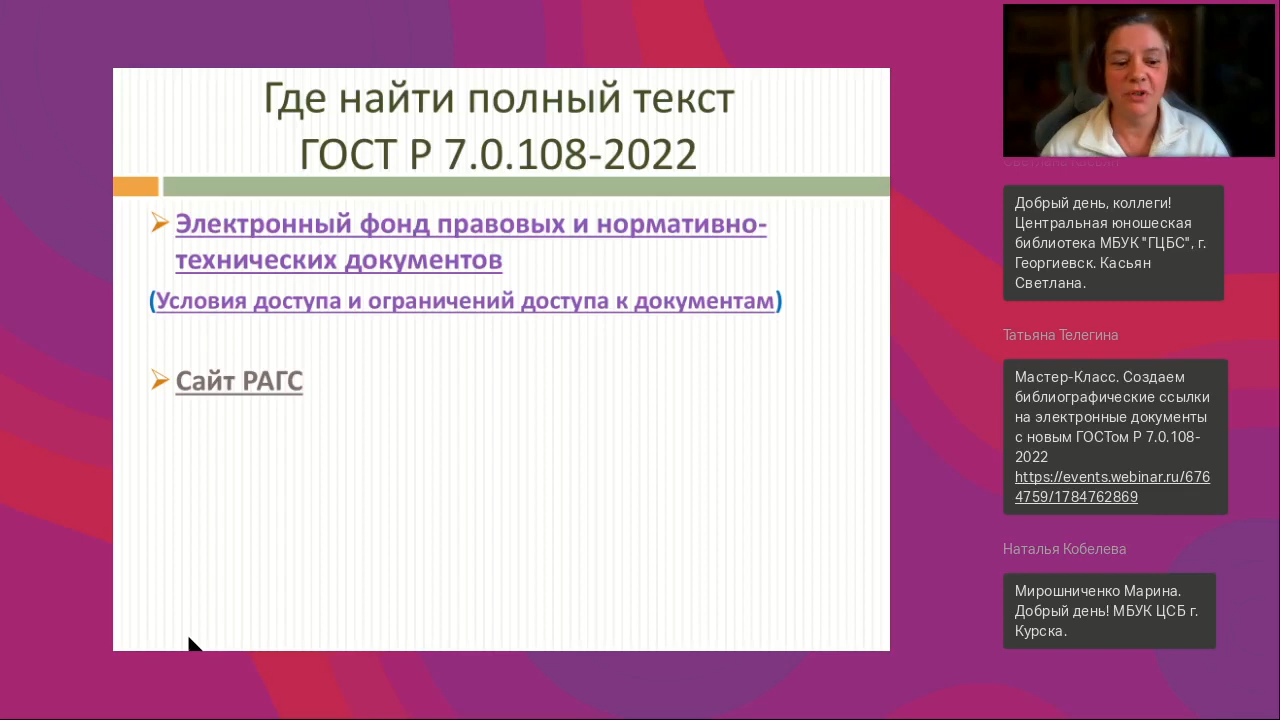 Где найти полный текст
ГОСТ Р 7.0.108-2022
Электронный фонд правовых и нормативно-
технических документов
(Условия доступа и ограничений доступа к документам)
Сайт РАГС
Добрый день, коллеги!
Центральная юношеская
библиотека МБУК "ГЦБС", г.
Георгиевск. Касьян
Светлана.
Татьяна Телегина
Мастер-Класс. Создаем
библиографические ссылки
на электронные документы
с новым ГОСТом Р 7.0.108-
2022
https://events.webinar.ru/676
4759/1784762869
Наталья Кобелева
Мирошниченко Марина.
Добрый день! МБУК ЦСБ г.
Курска.